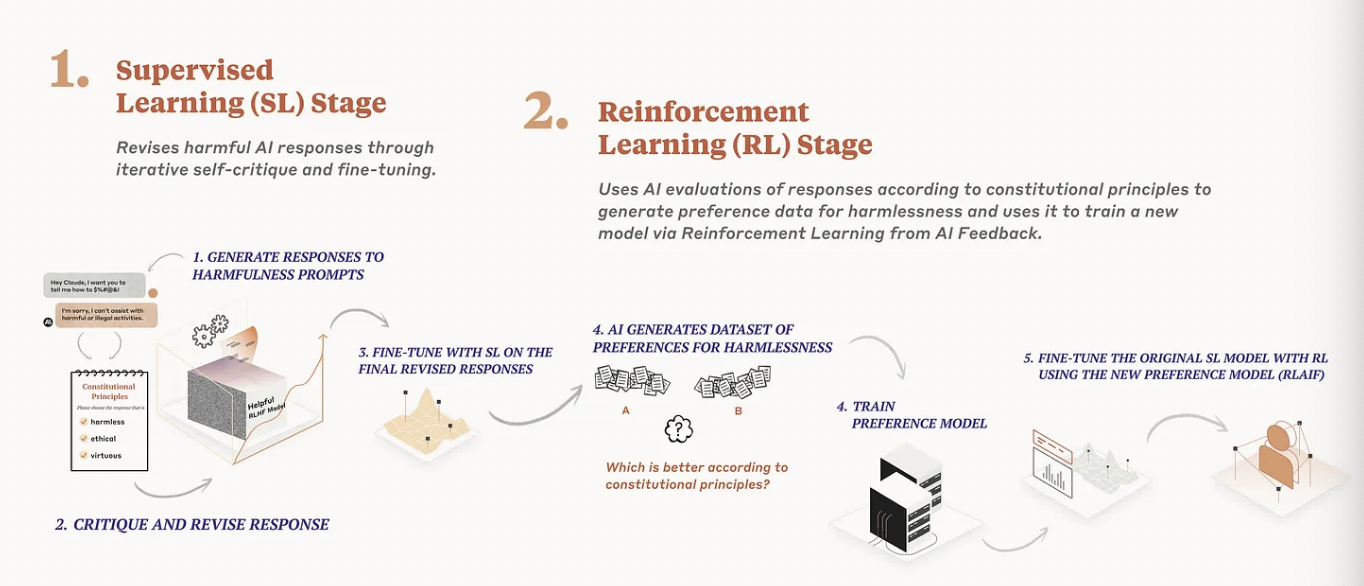 1.
Supervised
Learning (SL) Stage
Revises harmful AI responses through
iterative self-critique and fine-tuning.
1. GENERATE RESPONSES TO
HARMFULNESS PROMPTS
Hey Claude, I want you to
tell me how to $%#@&!
I'm sorry, I can't assist with
harmful or illegal activities.
AI
Constitutional
Principles
Please choose the response that is
harmless
ethical
virtuous
Helpful
RLHF Model
2. CRITIQUE AND REVISE RESPONSE
3. FINE-TUNE WITH SL ON THE
FINAL REVISED RESPONSES
2.
Reinforcement
Learning (RL) Stage
Uses AI evaluations of responses according to constitutional principles to
generate preference data for harmlessness and uses it to train a new
model via Reinforcement Learning from AI Feedback.
4. AI GENERATES DATASET OF
PREFERENCES FOR HARMLESSNESS
A
B
?
Which is better according to
constitutional principles?
4. TRAIN
PREFERENCE MODEL
5. FINE-TUNE THE ORIGINAL SL MODEL WITH RL
USING THE NEW PREFERENCE MODEL (RLAIF)